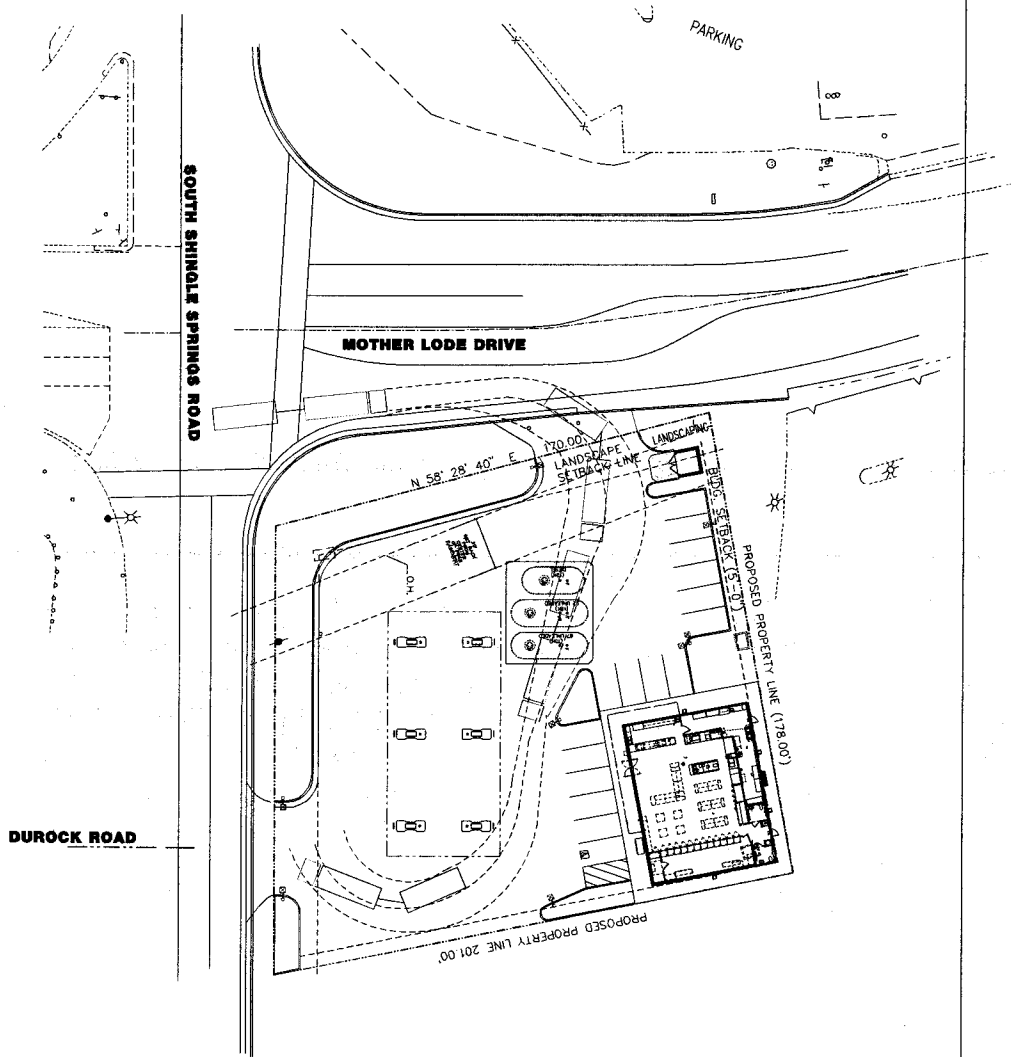 PARKING
SOUTH SHINGLE SPRINGS ROAD
MOTHER LODE DRIVE
N 58° 28' 40" E 170.00'
LANDSCAPE
SETBACK LINE
LANDSCAPING
BLDG. SETBACK (5'-0")
PROPOSED PROPERTY LINE (178.00')
O.H.
DUROCK ROAD
PROPOSED PROPERTY LINE 201.00'